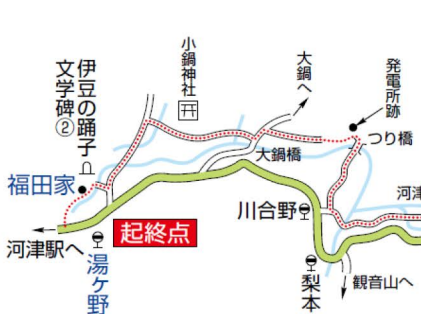 小鍋神社
大鍋へ
発電所跡
伊豆の踊子
文学碑②
つり橋
大鍋橋
福田家
川合野
河津
起終点
河津駅へ
湯ヶ野
梨本
観音山へ